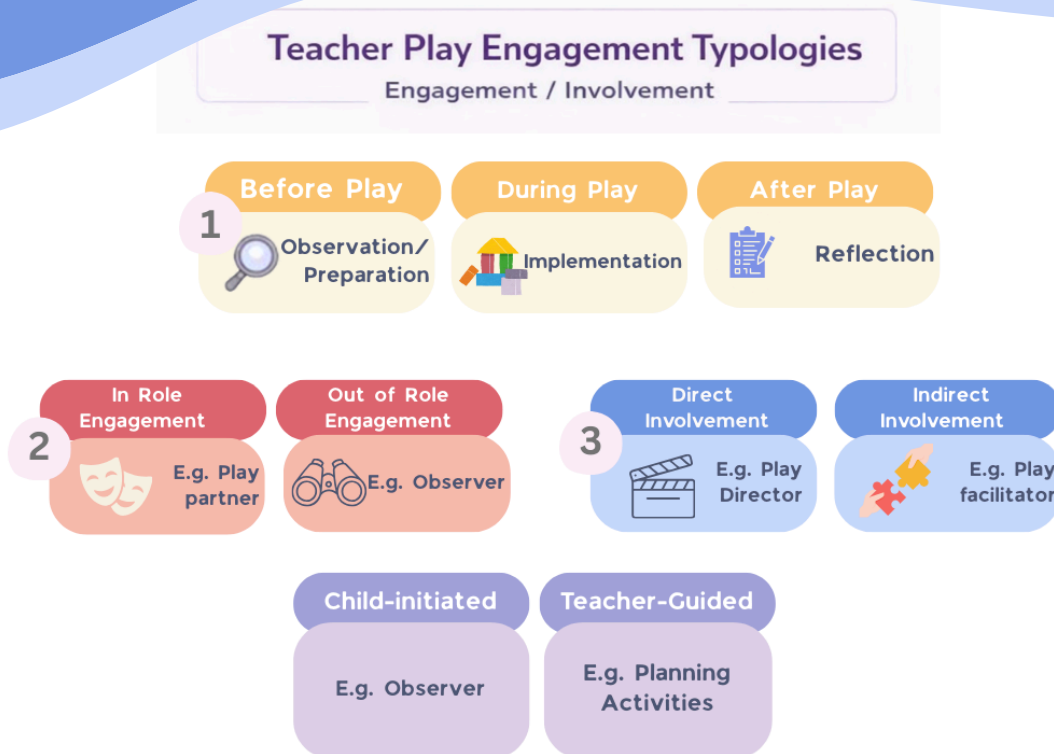 Teacher Play Engagement Typologies
Engagement / Involvement
Before Play
During Play
After Play
1
Observation/
Preparation
Implementation
Reflection
In Role
Engagement
Out of Role
Engagement
2
E.g. Play
partner
E.g. Observer
Direct
Involvement
Indirect
Involvement
3
E.g. Play
Director
E.g. Play
facilitator
Child-initiated
Teacher-Guided
E.g. Observer
E.g. Planning
Activities